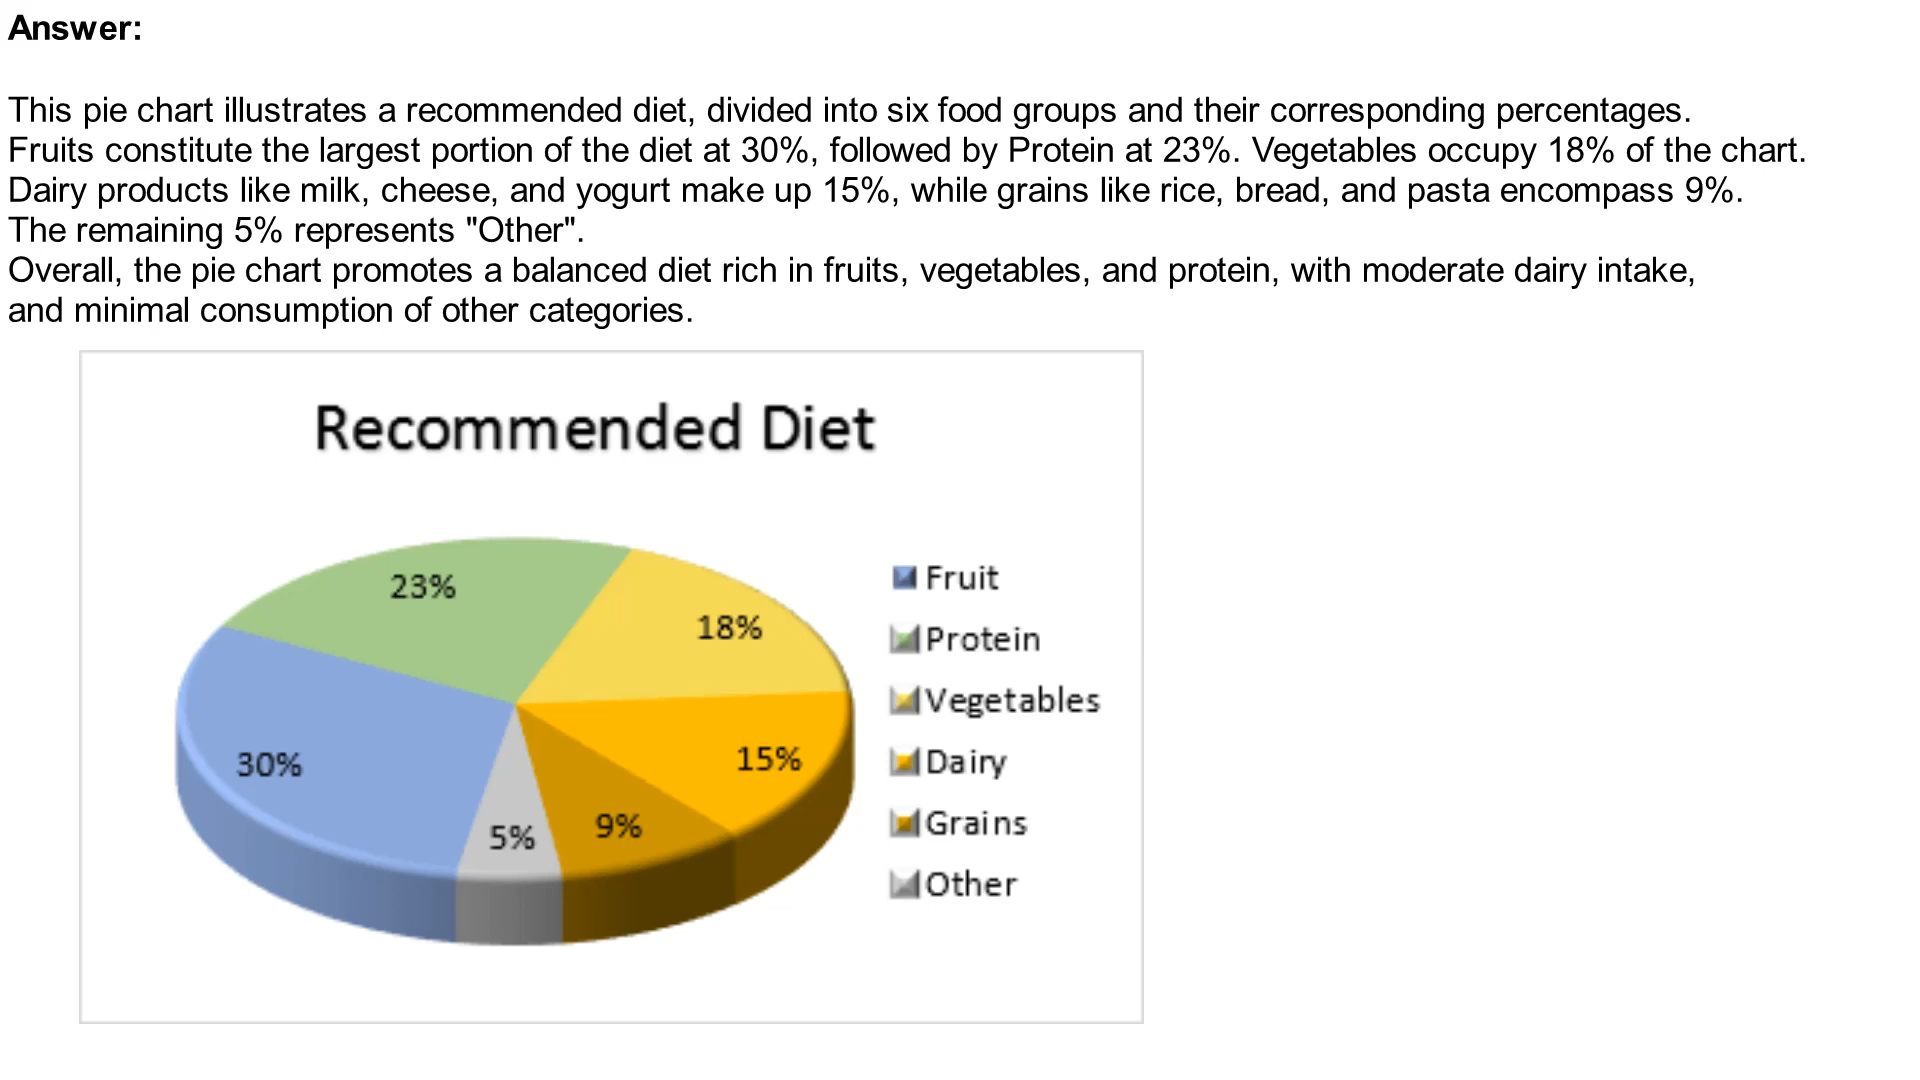 Answer:
This pie chart illustrates a recommended diet, divided into six food groups and their corresponding percentages.
Fruits constitute the largest portion of the diet at 30%, followed by Protein at 23%. Vegetables occupy 18% of the chart.
Dairy products like milk, cheese, and yogurt make up 15%, while grains like rice, bread, and pasta encompass 9%.
The remaining 5% represents "Other".
Overall, the pie chart promotes a balanced diet rich in fruits, vegetables, and protein, with moderate dairy intake,
and minimal consumption of other categories.
Recommended Diet
23%
18%
30%
15%
5%
9%
Fruit
Protein
Vegetables
Dairy
Grains
Other